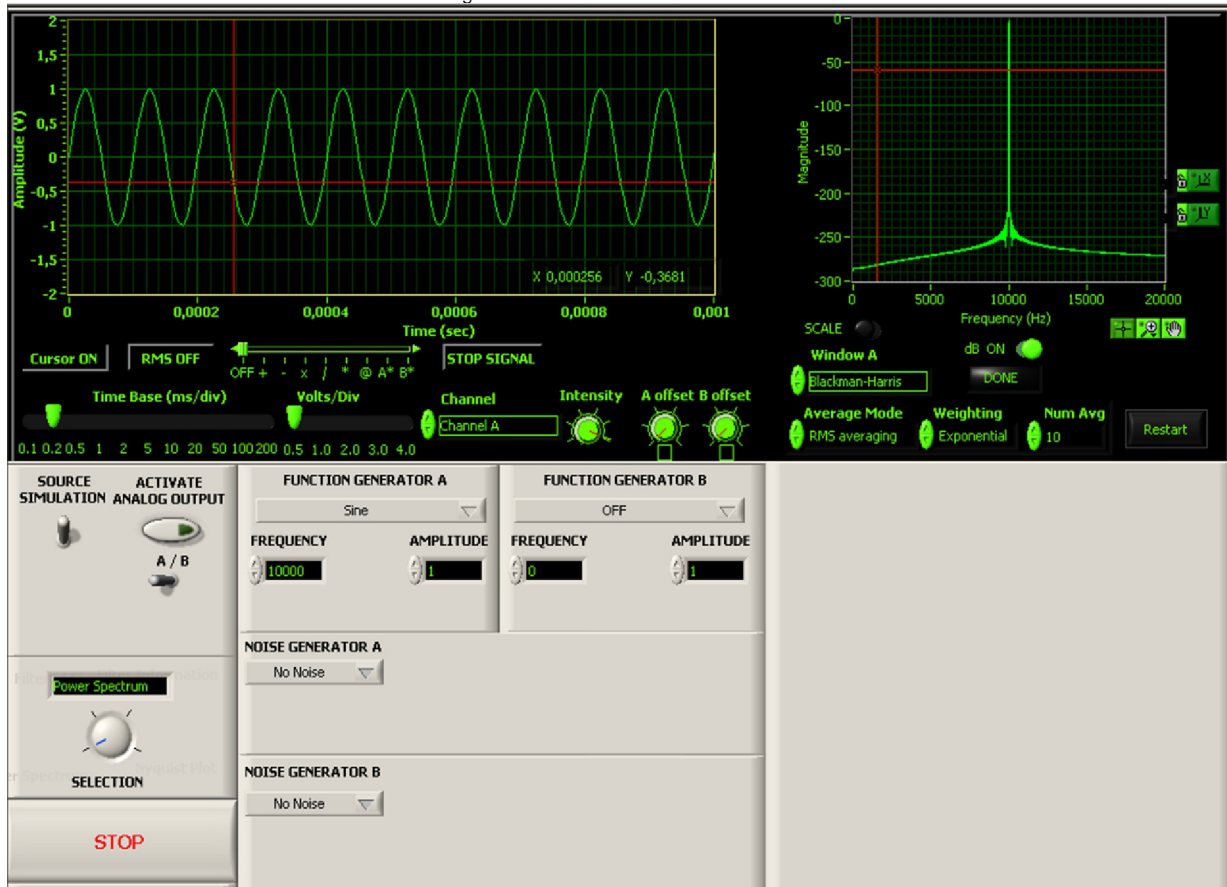 2
1,5
1
0,5
0
-0,5
-1
-1,5
-2
Amplitude (V)
0 0,0002 0,0004 0,0006 0,0008 0,001
Time (sec)
X 0,000256 Y -0,3681
0
-50
-100
-150
-200
-250
-300
Magnitude
0 5000 10000 15000 20000
Frequency (Hz)
X
Y
Cursor ON
RMS OFF
OFF + - x / * @ A* B*
STOP SIGNAL
SCALE
Window A
dB ON
Blackman-Harris
DONE
Time Base (ms/div)
0.1 0.2 0.5 1 2 5 10 20 50 100 200
Volts/Div
0.5 1.0 2.0 3.0 4.0
Channel
Channel A
Intensity
A offset B offset
Average Mode
RMS averaging
Weighting
Exponential
Num Avg
10
Restart
SOURCE
SIMULATION
ACTIVATE
ANALOG OUTPUT
A / B
FUNCTION GENERATOR A
Sine
FREQUENCY AMPLITUDE
10000 1
FUNCTION GENERATOR B
OFF
FREQUENCY AMPLITUDE
0 1
NOISE GENERATOR A
No Noise
Power Spectrum
Nyquist Plot
SELECTION
NOISE GENERATOR B
No Noise
STOP